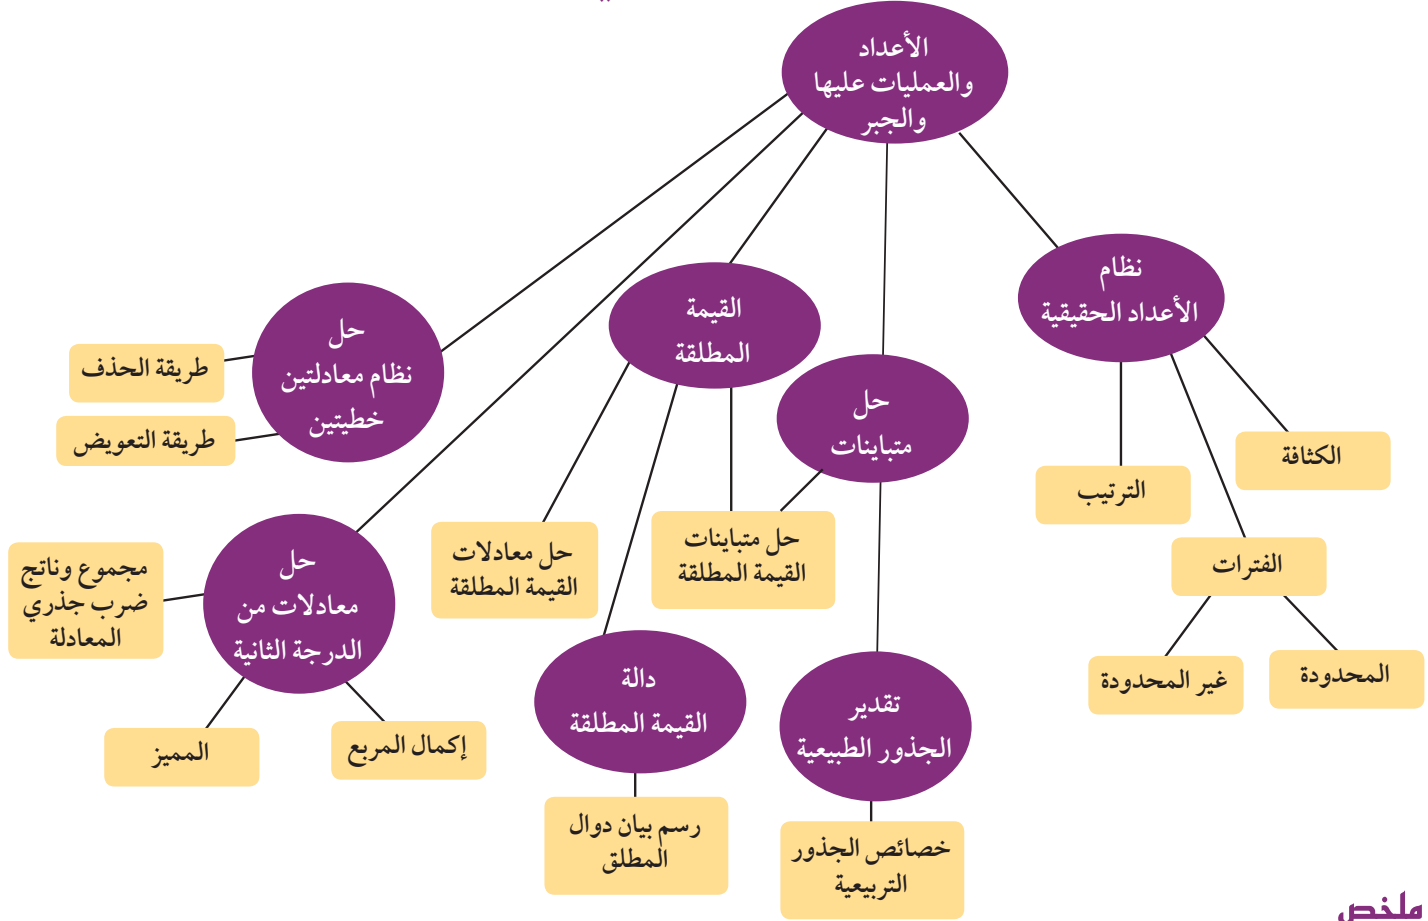 الأعداد
والعمليات عليها
والجبر
نظام
الأعداد الحقيقية
القيمة
المطلقة
حل
نظام معادلتين
خطيتين
حل
متباينات
طريقة الحذف
طريقة التعويض
الكثافة
الترتيب
حل
معادلات من
الدرجة الثانية
مجموع وناتج
ضرب جذري
المعادلة
حل معادلات
القيمة المطلقة
حل متباينات
القيمة المطلقة
الفترات
المحدودة
غير المحدودة
دالة
القيمة المطلقة
تقدير
الجذور الطبيعية
إكمال المربع
المميز
رسم بيان دوال
المطلق
خصائص الجذور
التربيعية
ملخص